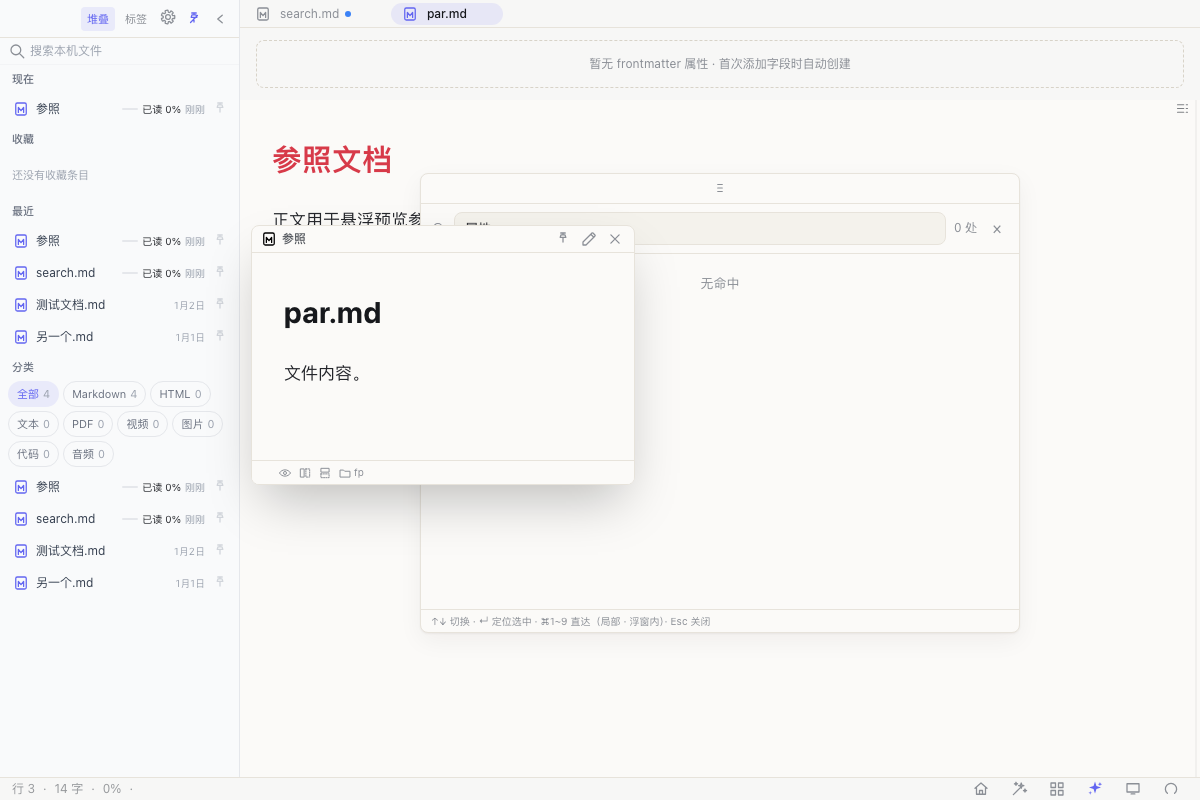 堆叠 标签
搜索本机文件
现在
参照 已读 0% 刚刚
收藏
还没有收藏条目
最近
参照 已读 0% 刚刚
search.md 已读 0% 刚刚
测试文档.md 1月2日
另一个.md 1月1日
分类
全部 4 Markdown 4 HTML 0
文本 0 PDF 0 视频 0 图片 0
代码 0 音频 0
参照 已读 0% 刚刚
search.md 已读 0% 刚刚
测试文档.md 1月2日
另一个.md 1月1日
search.md par.md
暂无 frontmatter 属性 · 首次添加字段时自动创建
参照文档
正文用于悬浮预览参
0 处
无命中
↑↓ 切换 · ↵ 定位选中 · ⌘1~9 直达（局部 · 浮窗内）· Esc 关闭
参照
par.md
文件内容。
fp
行 3 · 14 字 · 0% ·